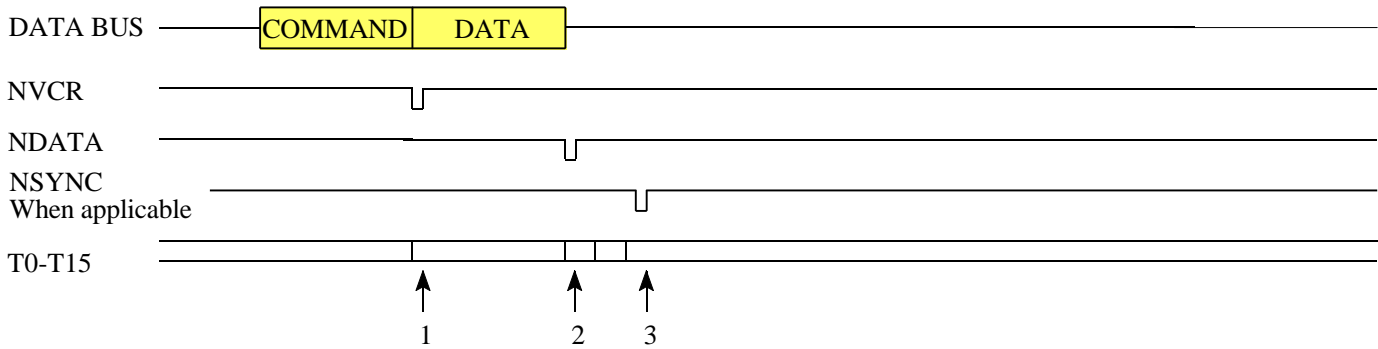 DATA BUS COMMAND DATA
NVCR
NDATA
NSYNC
When applicable
T0-T15
1 2 3